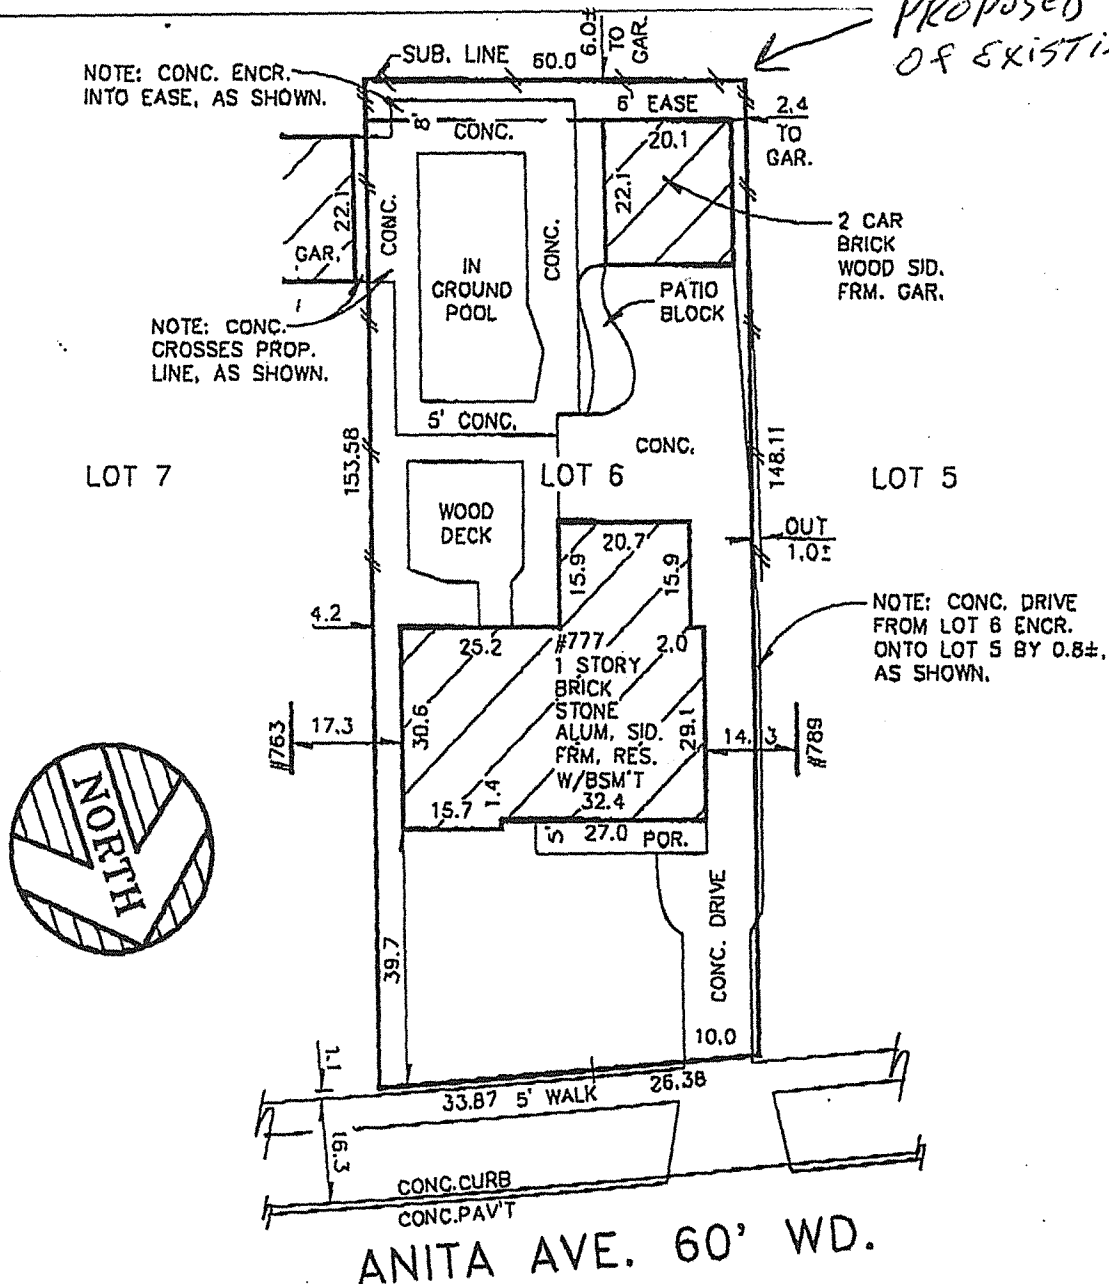 PROPOSED
OF EXISTI
6.0±
TO
GAR.
SUB. LINE
60.0
NOTE: CONC. ENCR.
INTO EASE, AS SHOWN.
6' EASE
2.4
TO
GAR.
8'
CONC.
20.1
22.1
22.1
GAR.
CONC.
CONC.
IN
GROUND
POOL
2 CAR
BRICK
WOOD SID.
FRM. GAR.
PATIO
BLOCK
NOTE: CONC.
CROSSES PROP.
LINE, AS SHOWN.
5' CONC.
CONC.
153.58
148.11
LOT 7
LOT 6
LOT 5
WOOD
DECK
OUT
1.0±
20.7
15.9
15.9
NOTE: CONC. DRIVE
FROM LOT 6 ENCR.
ONTO LOT 5 BY 0.8±,
AS SHOWN.
4.2
25.2
2.0
#777
1 STORY
BRICK
STONE
ALUM. SID.
FRM. RES.
W/BSM'T
30.6
29.1
#763
17.3
14.3
#789
15.7
1.4
32.4
5'
27.0
POR.
NORTH
39.7
CONC. DRIVE
10.0
1.1
33.87
5' WALK
26.38
16.3
CONC.CURB
CONC.PAV'T
ANITA AVE. 60' WD.